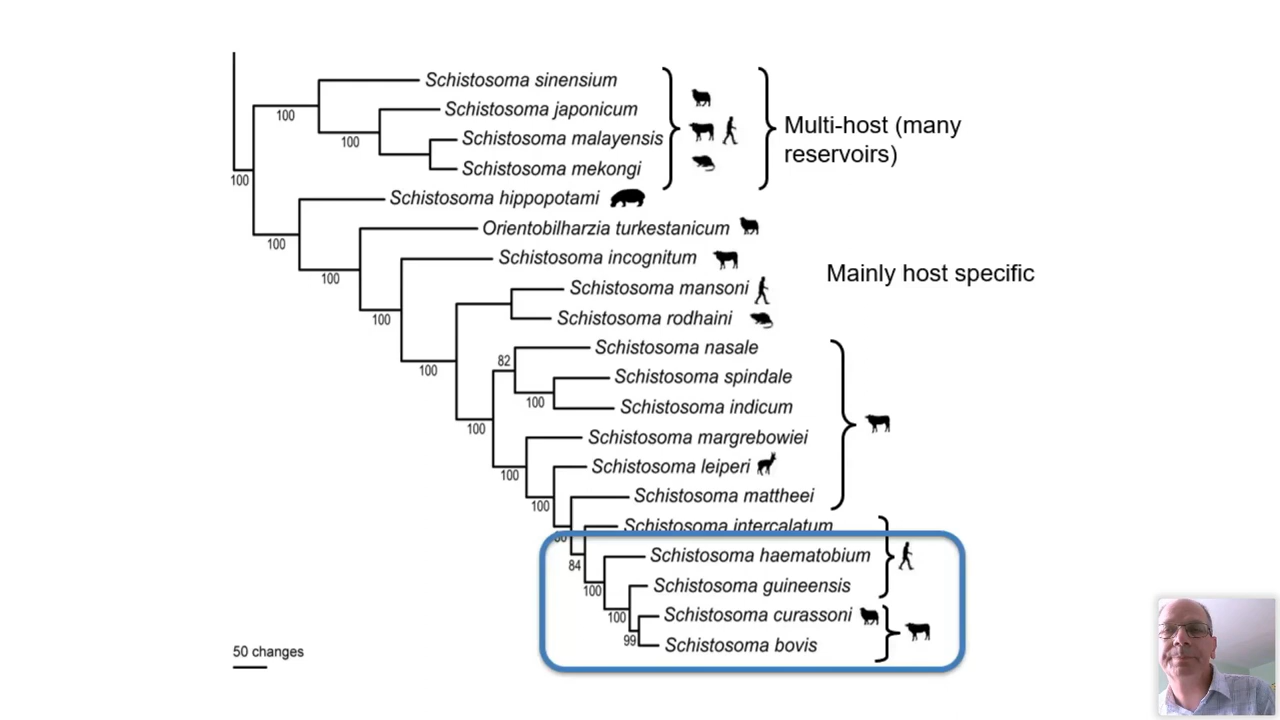 Schistosoma sinensium
100
Schistosoma japonicum
Multi-host (many
reservoirs)
100
Schistosoma malayensis
Schistosoma mekongi
100
Schistosoma hippopotami
Orientobilharzia turkestanicum
100
Schistosoma incognitum
Mainly host specific
100
Schistosoma mansoni
100
Schistosoma rodhaini
Schistosoma nasale
82
100
Schistosoma spindale
100
Schistosoma indicum
100
Schistosoma margrebowiei
Schistosoma leiperi
100
Schistosoma mattheei
100
Schistosoma intercalatum
Schistosoma haematobium
84
Schistosoma guineensis
100
Schistosoma curassoni
100
99
Schistosoma bovis
50 changes